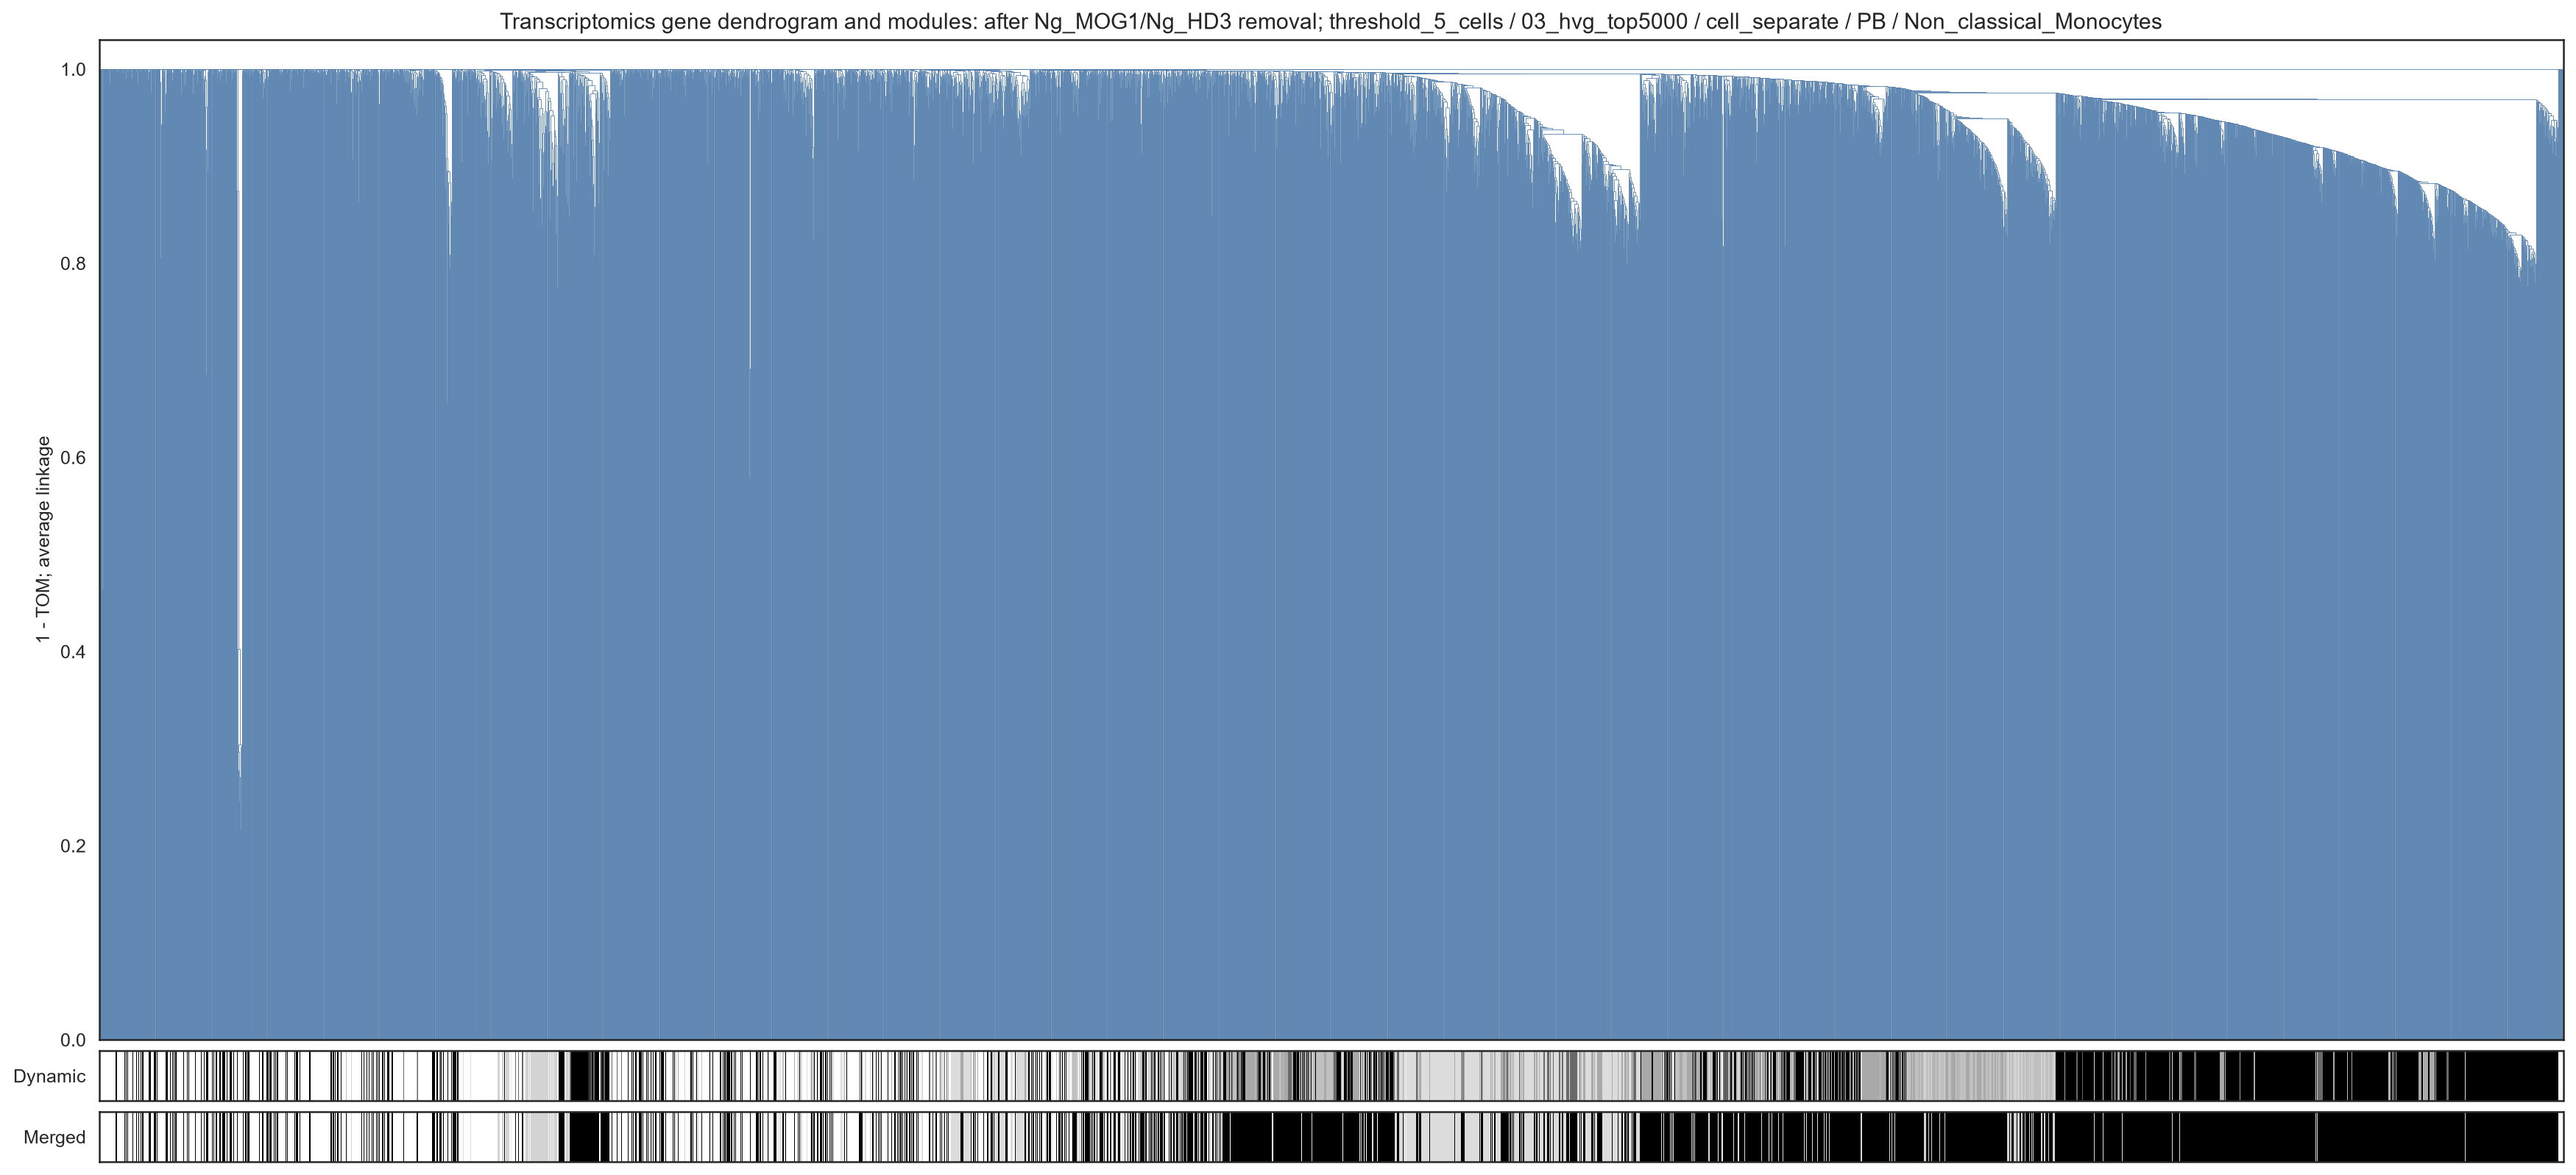 Transcriptomics gene dendrogram and modules: after Ng_MOG1/Ng_HD3 removal; threshold_5_cells / 03_hvg_top5000 / cell_separate / PB / Non_classical_Monocytes
1.0
0.8
0.6
0.4
0.2
0.0
1 - TOM; average linkage
Dynamic
Merged